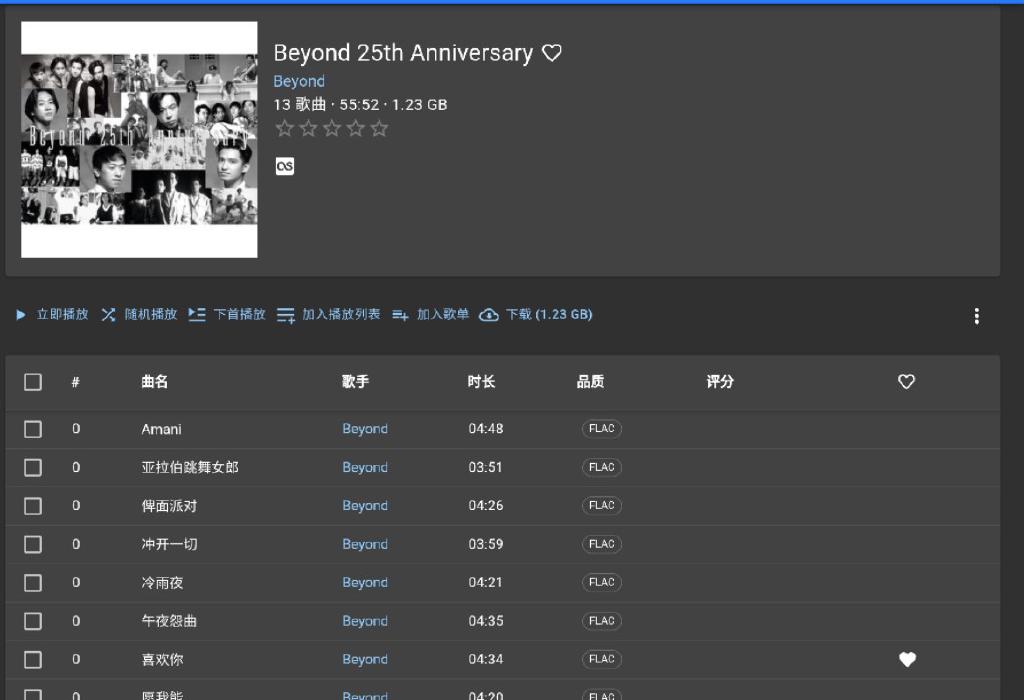 Beyond 25th Anniversary
Beyond 25th Anniversary
Beyond
13 歌曲 · 55:52 · 1.23 GB
立即播放 随机播放 下首播放 加入播放列表 加入歌单 下载 (1.23 GB)
# 曲名 歌手 时长 品质 评分
0 Amani Beyond 04:48 FLAC
0 亚拉伯跳舞女郎 Beyond 03:51 FLAC
0 俾面派对 Beyond 04:26 FLAC
0 冲开一切 Beyond 03:59 FLAC
0 冷雨夜 Beyond 04:21 FLAC
0 午夜怨曲 Beyond 04:35 FLAC
0 喜欢你 Beyond 04:34 FLAC
0 愿我能 Beyond 04:20 FLAC